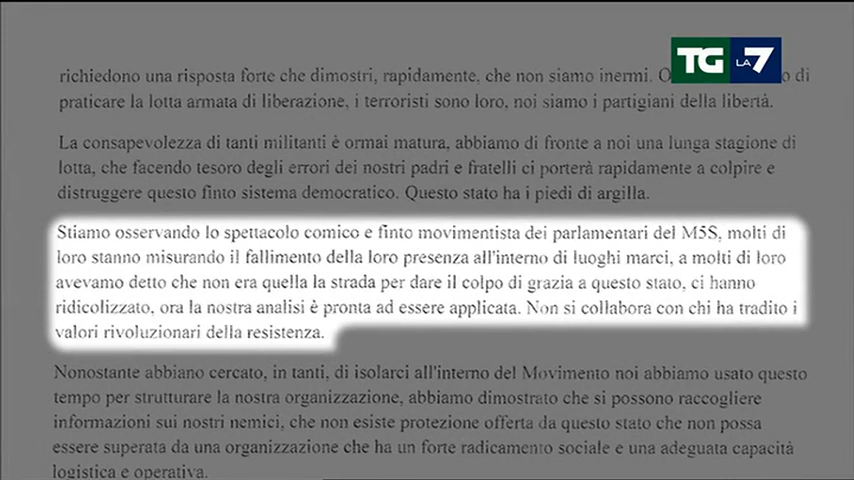 TG LA 7
richiedono una risposta forte che dimostri, rapidamente, che non siamo inermi. di
praticare la lotta armata di liberazione, i terroristi sono loro, noi siamo i partigiani della libertà.
La consapevolezza di tanti militanti è ormai matura, abbiamo di fronte a noi una lunga stagione di
lotta, che facendo tesoro degli errori dei nostri padri e fratelli ci porterà rapidamente a colpire e
distruggere questo finto sistema democratico. Questo stato ha i piedi di argilla.
Stiamo osservando lo spettacolo comico e finto movimentista dei parlamentari del M5S, molti di
loro stanno misurando il fallimento della loro presenza all'interno di luoghi marci, a molti di loro
avevamo detto che non era quella la strada per dare il colpo di grazia a questo stato, ci hanno
ridicolizzato, ora la nostra analisi è pronta ad essere applicata. Non si collabora con chi ha tradito i
valori rivoluzionari della resistenza.
Nonostante abbiano cercato, in tanti, di isolarci all'interno del Movimento noi abbiamo usato questo
tempo per strutturare la nostra organizzazione, abbiamo dimostrato che si possono raccogliere
informazioni sui nostri nemici, che non esiste protezione offerta da questo stato che non possa
essere superata da una organizzazione che ha un forte radicamento sociale e una adeguata capacità
logistica e operativa.